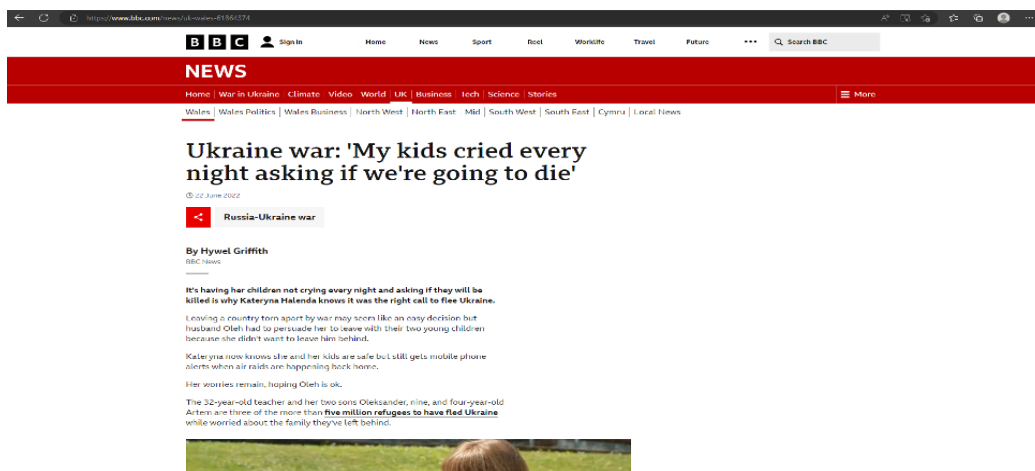 https://www.bbc.com/news/uk-wales-61864374
BBC Sign in Home News Sport Reel Worklife Travel Future ••• Search BBC
NEWS
Home War in Ukraine Climate Video World UK Business Tech Science Stories More
Wales Wales Politics Wales Business North West North East Mid South West South East Cymru Local News
Ukraine war: 'My kids cried every
night asking if we're going to die'
22 June 2022
Russia-Ukraine war
By Hywel Griffith
BBC News
It's having her children not crying every night and asking if they will be
killed is why Kateryna Halenda knows it was the right call to flee Ukraine.
Leaving a country torn apart by war may seem like an easy decision but
husband Oleh had to persuade her to leave with their two young children
because she didn't want to leave him behind.
Kateryna now knows she and her kids are safe but still gets mobile phone
alerts when air raids are happening back home.
Her worries remain, hoping Oleh is ok.
The 32-year-old teacher and her two sons Oleksander, nine, and four-year-old
Artem are three of the more than five million refugees to have fled Ukraine
while worried about the family they've left behind.